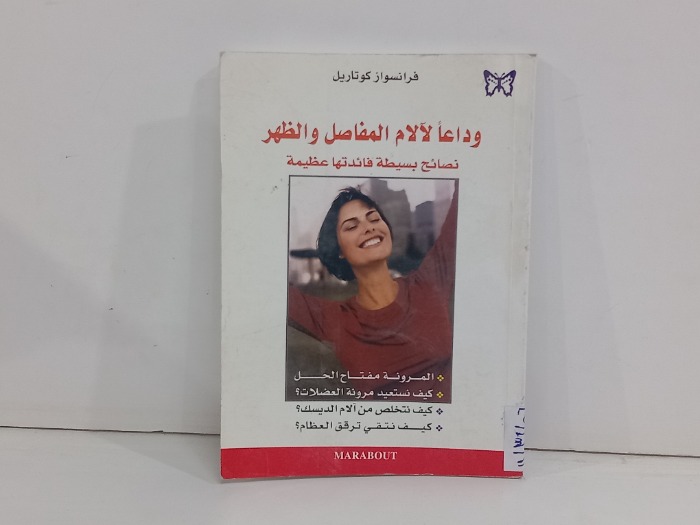 فرانسواز كوتاريل
وداعاً لآلام المفاصل والظهر
نصائح بسيطة فائدتها عظيمة
المرونة مفتاح الحل
كيف نستعيد مرونة العضلات؟
كيف نتخلص من آلام الديسك؟
كيف نتقي ترقق العظام؟
MARABOUT